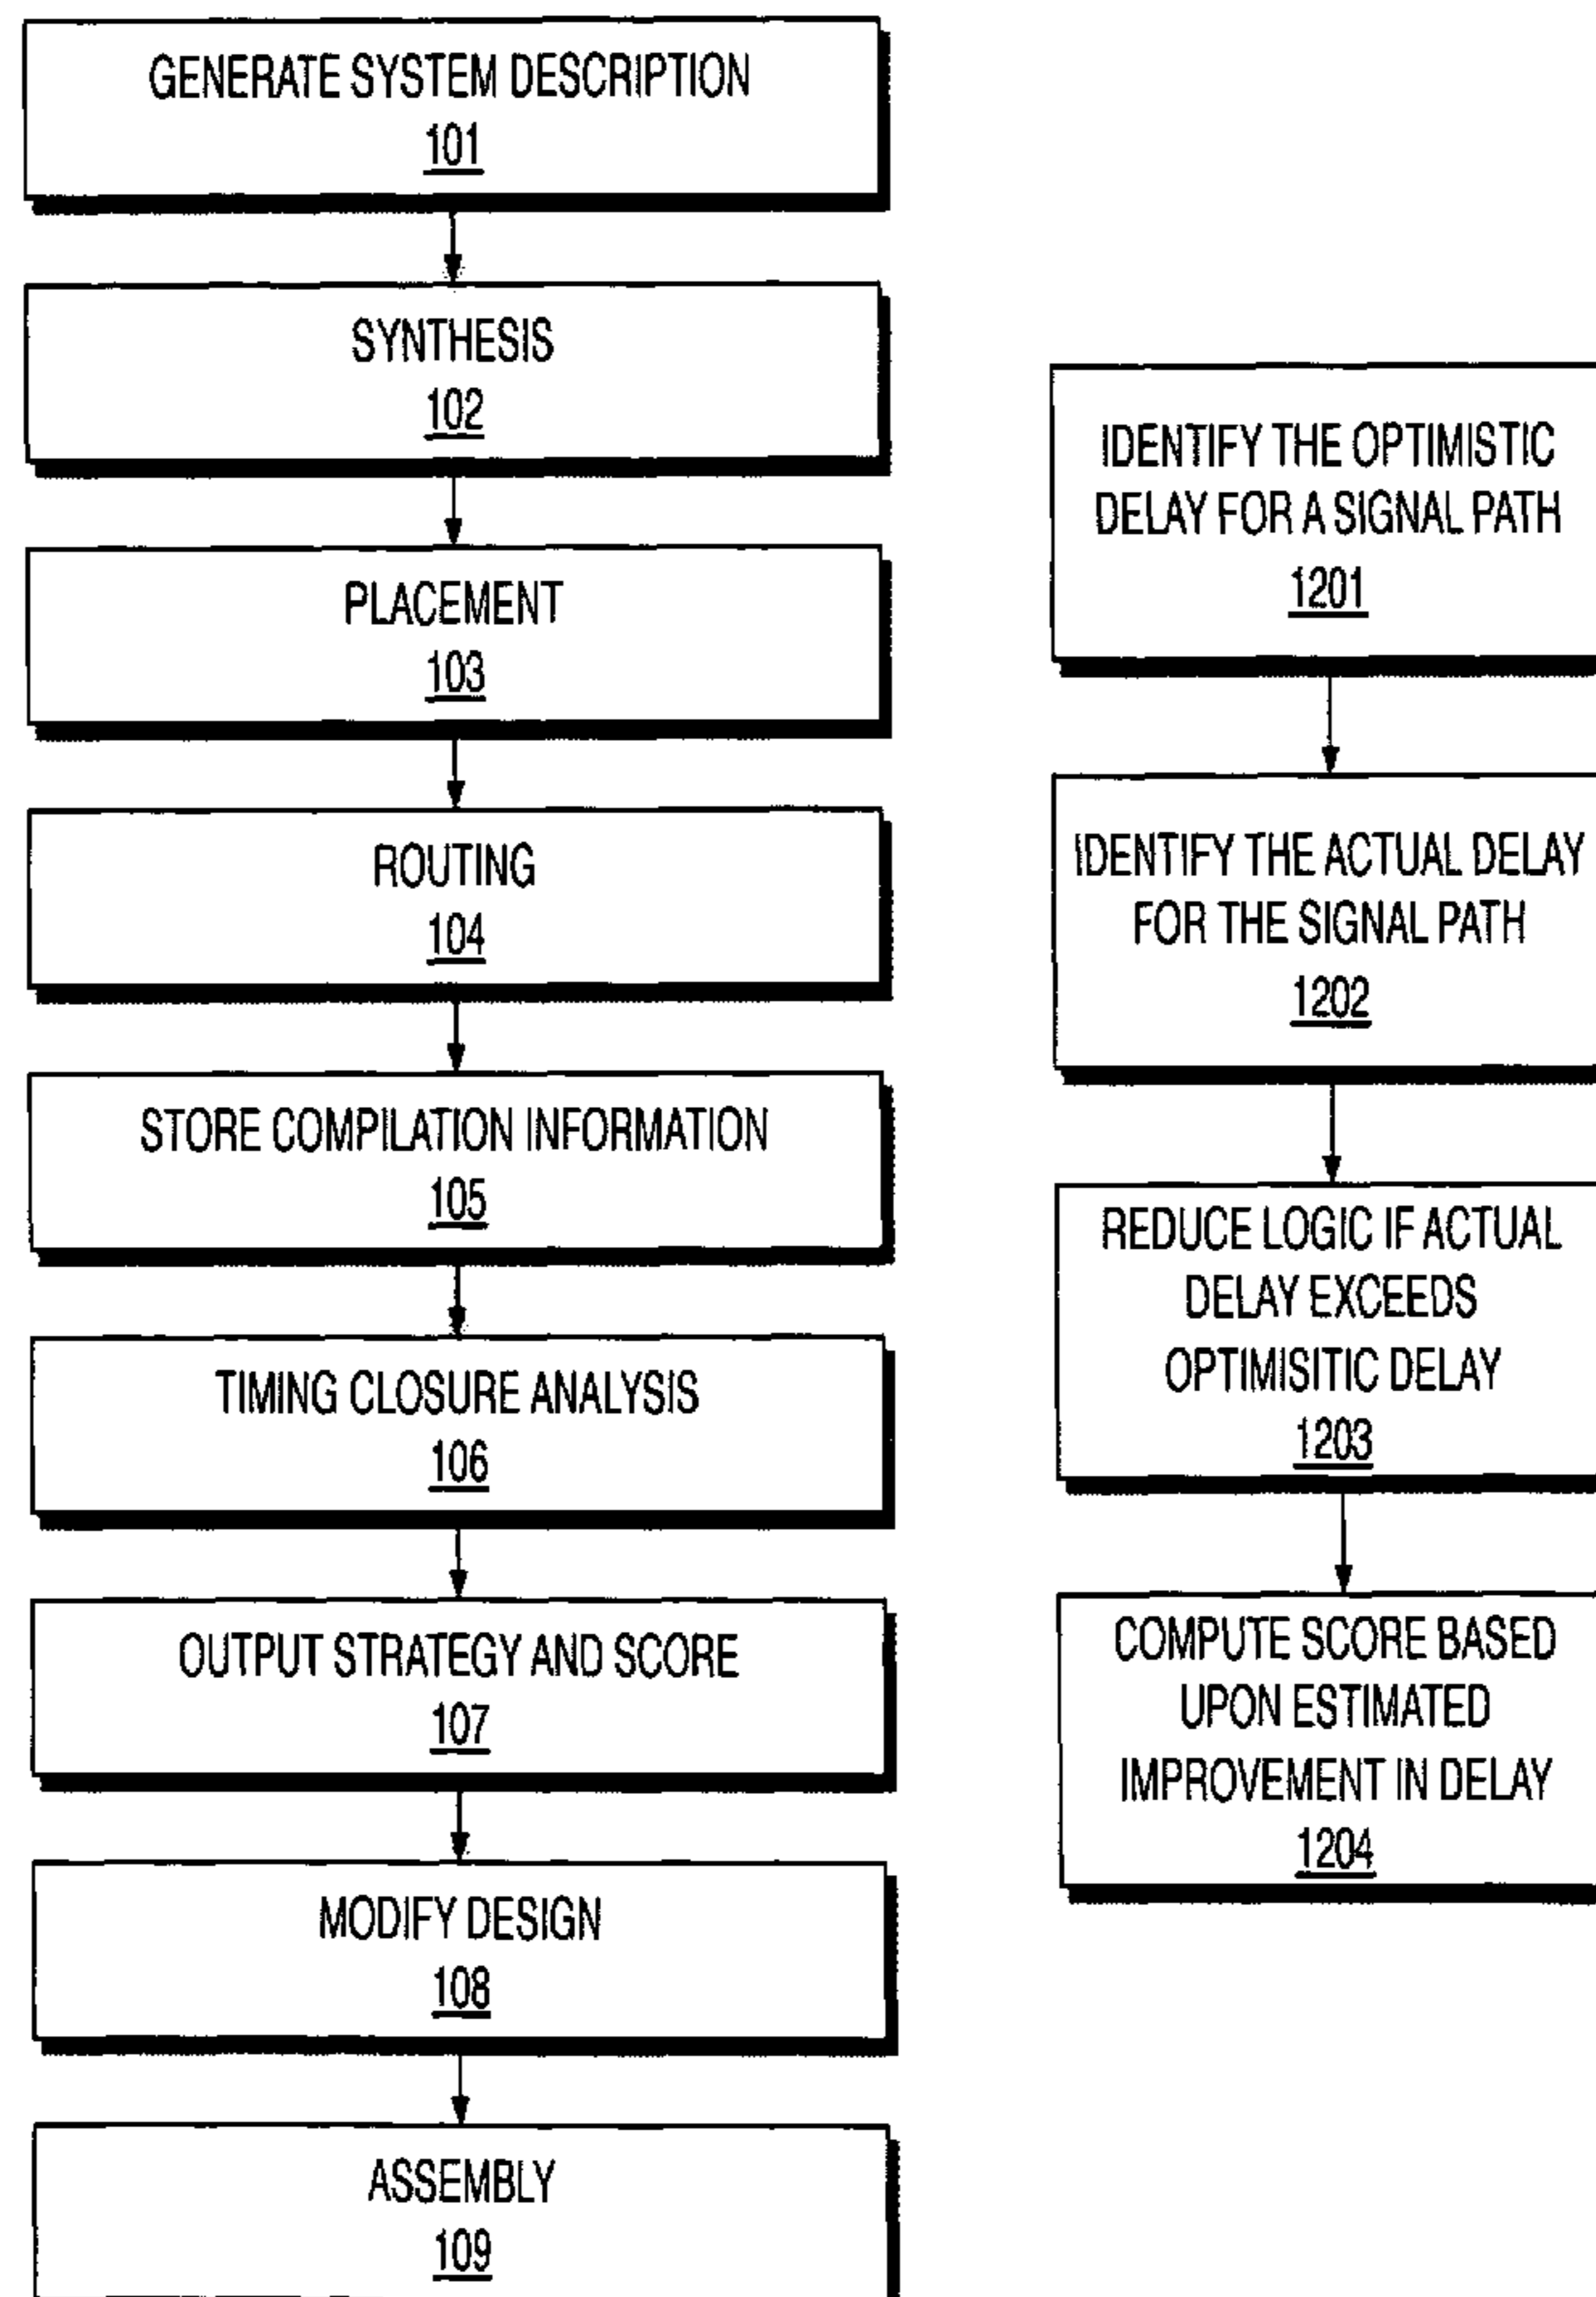 GENERATE SYSTEM DESCRIPTION
101
SYNTHESIS
102
PLACEMENT
103
ROUTING
104
STORE COMPILATION INFORMATION
105
TIMING CLOSURE ANALYSIS
106
OUTPUT STRATEGY AND SCORE
107
MODIFY DESIGN
108
ASSEMBLY
109
IDENTIFY THE OPTIMISTIC
DELAY FOR A SIGNAL PATH
1201
IDENTIFY THE ACTUAL DELAY
FOR THE SIGNAL PATH
1202
REDUCE LOGIC IF ACTUAL
DELAY EXCEEDS
OPTIMISITIC DELAY
1203
COMPUTE SCORE BASED
UPON ESTIMATED
IMPROVEMENT IN DELAY
1204